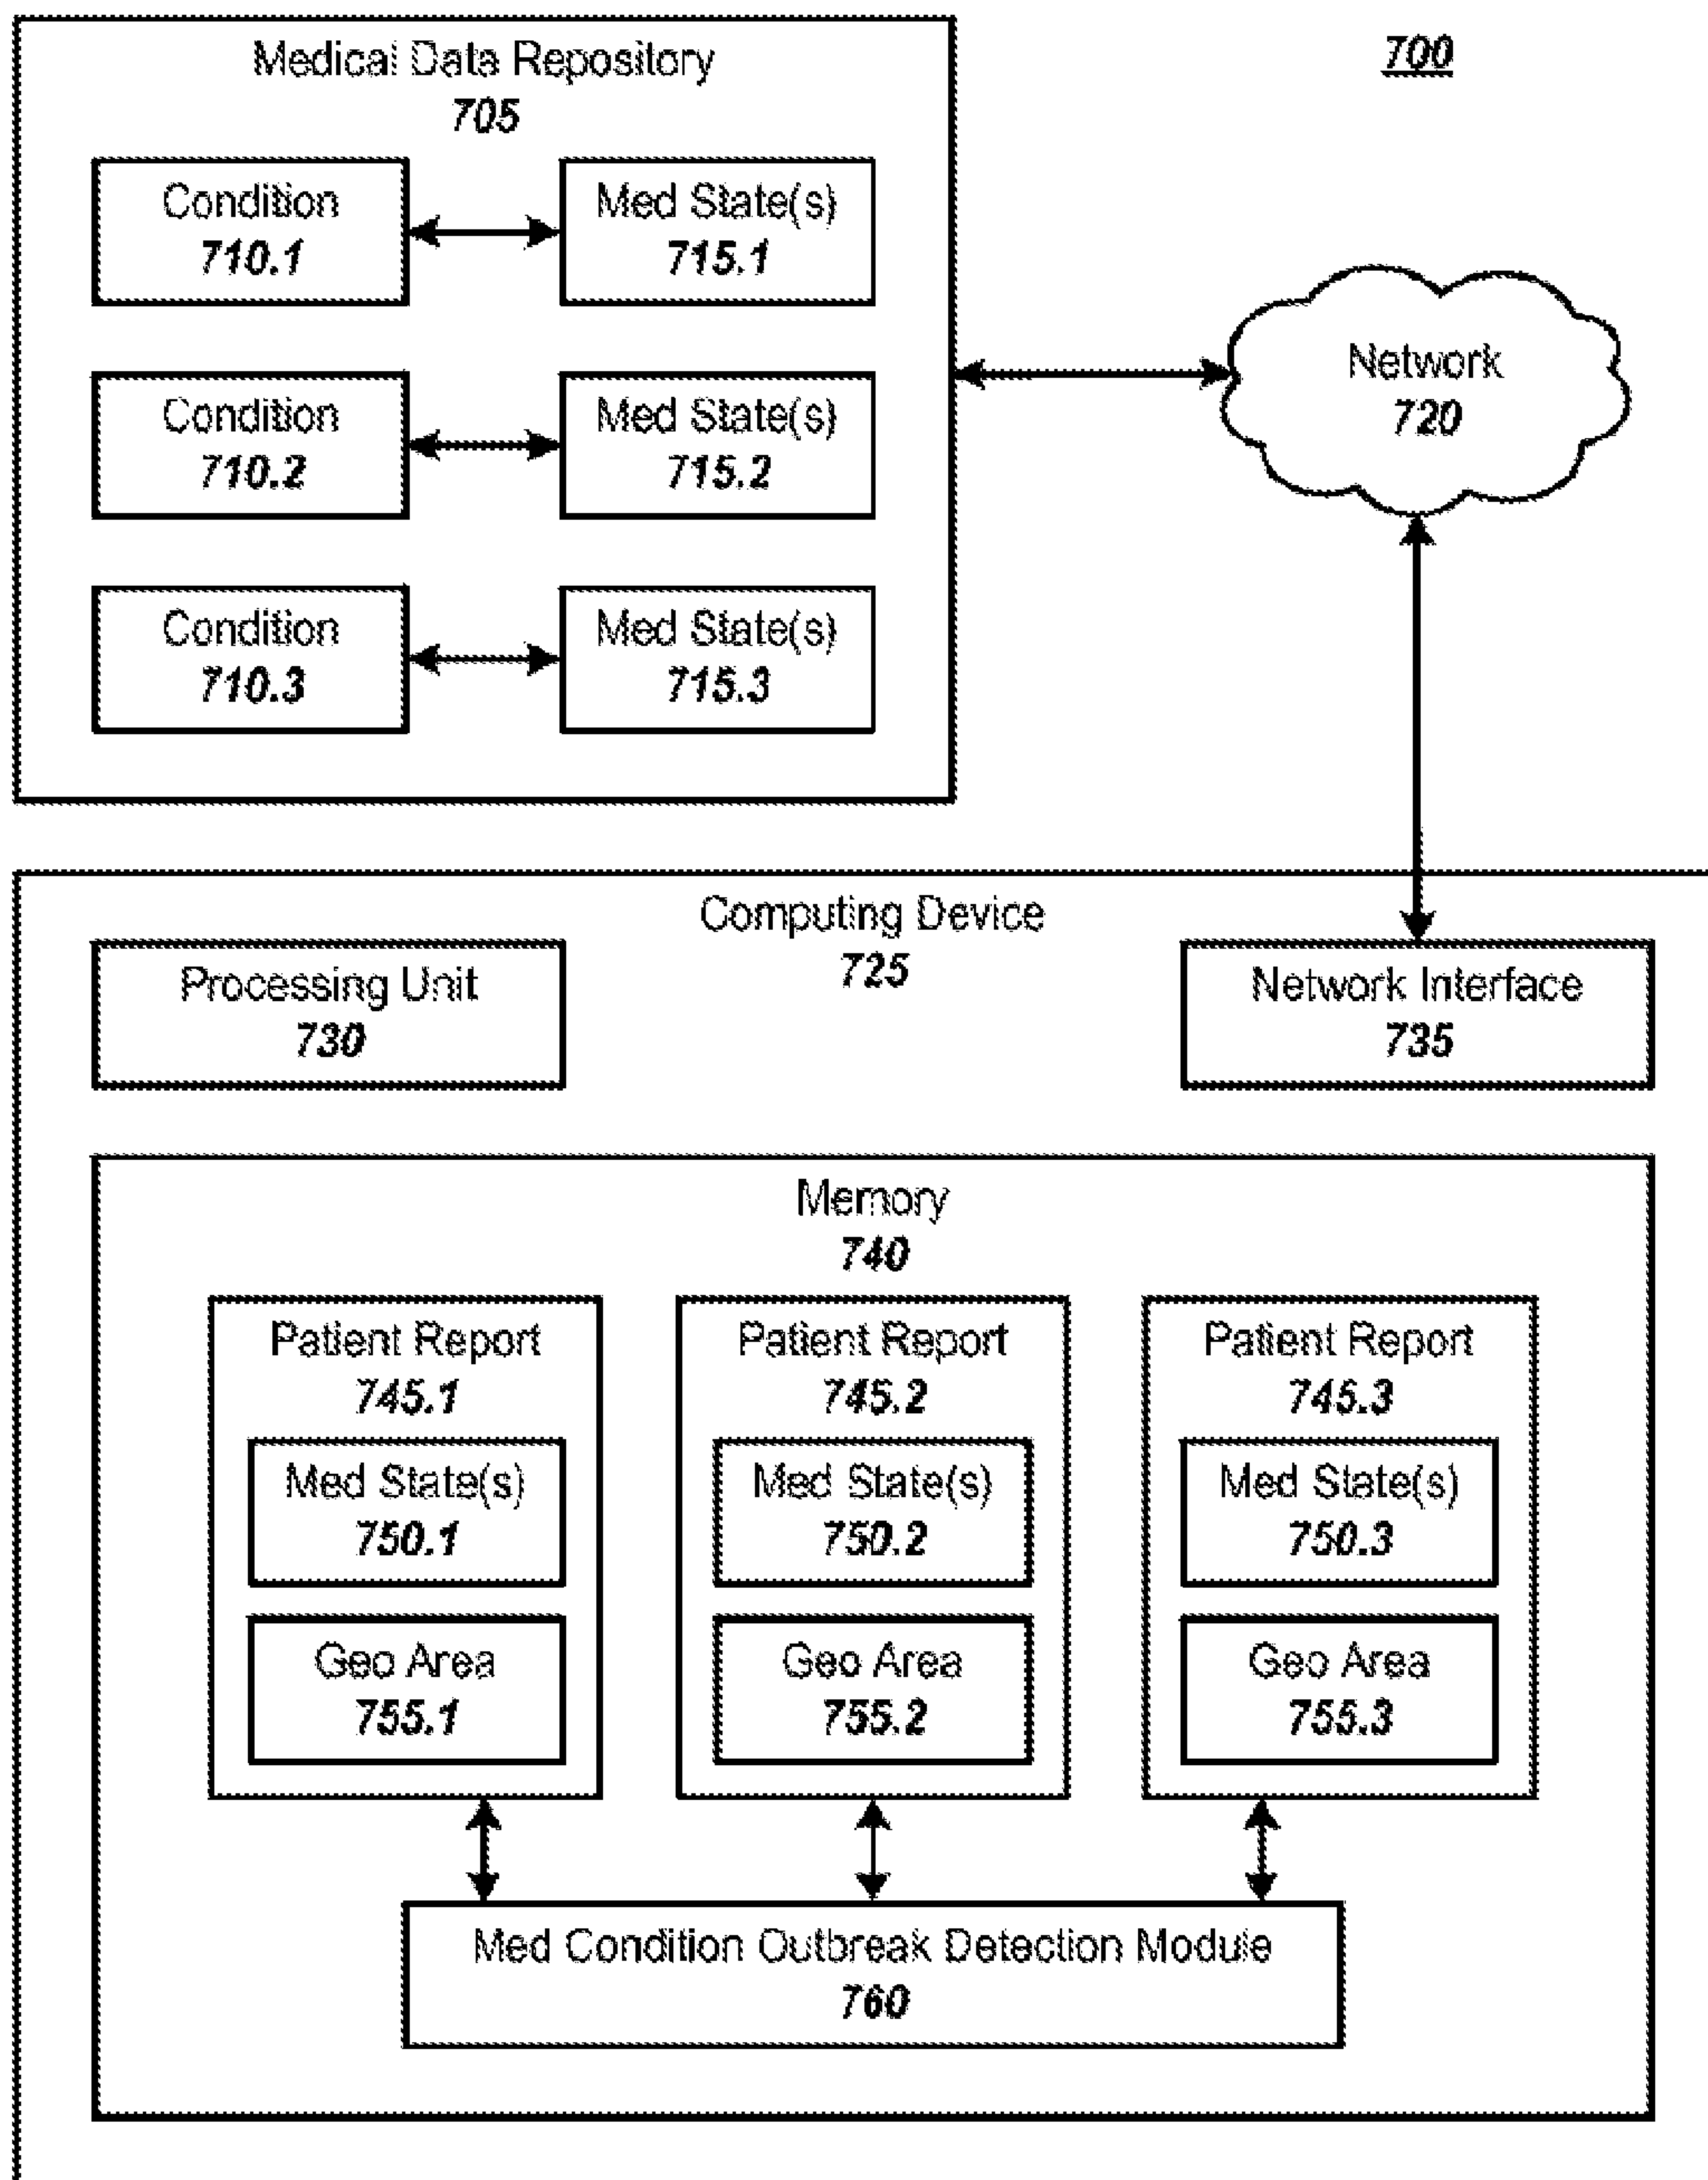 700
Medical Data Repository
705
Condition
710.1
Med State(s)
715.1
Condition
710.2
Med State(s)
715.2
Condition
710.3
Med State(s)
715.3
Network
720
Computing Device
725
Processing Unit
730
Network Interface
735
Memory
740
Patient Report
745.1
Med State(s)
750.1
Geo Area
755.1
Patient Report
745.2
Med State(s)
750.2
Geo Area
755.2
Patient Report
745.3
Med State(s)
750.3
Geo Area
755.3
Med Condition Outbreak Detection Module
760